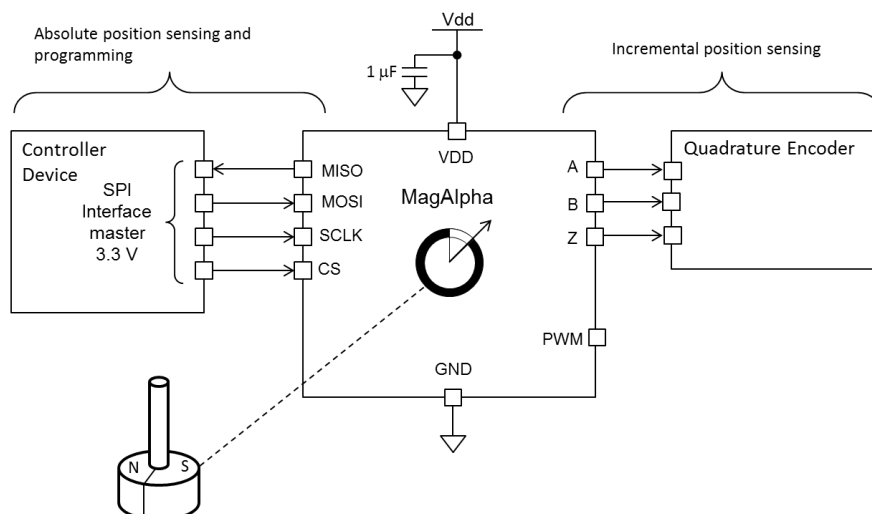 Absolute position sensing and
programming
Vdd
1 μF
Incremental position sensing
Controller
Device
SPI
Interface
master
3.3 V
MISO
MOSI
SCLK
CS
VDD
MagAlpha
GND
A
B
Z
PWM
Quadrature Encoder
N
S